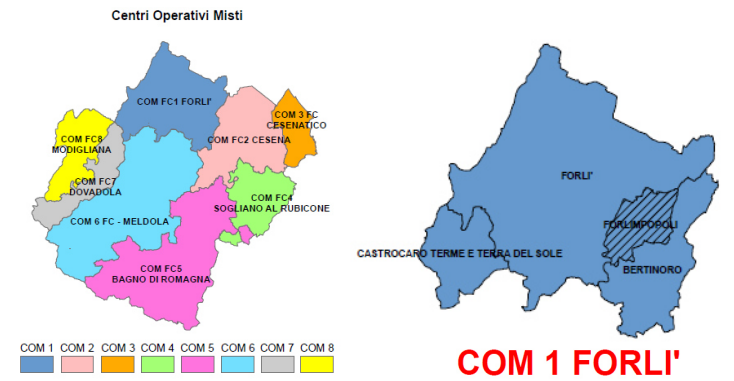 Centri Operativi Misti
COM FC1 FORLI'
COM 3 FC
CESENATICO
COM FC2 CESENA
COM FC8
MODIGLIANA
COM FC7
DOVADOLA
COM FC4
SOGLIANO AL RUBICONE
COM 6 FC - MELDOLA
COM FC5
BAGNO DI ROMAGNA
COM 1 COM 2 COM 3 COM 4 COM 5 COM 6 COM 7 COM 8
FORLI'
FORLIMPOPOLI
CASTROCARO TERME E TERRA DEL SOLE
BERTINORO
COM 1 FORLI'